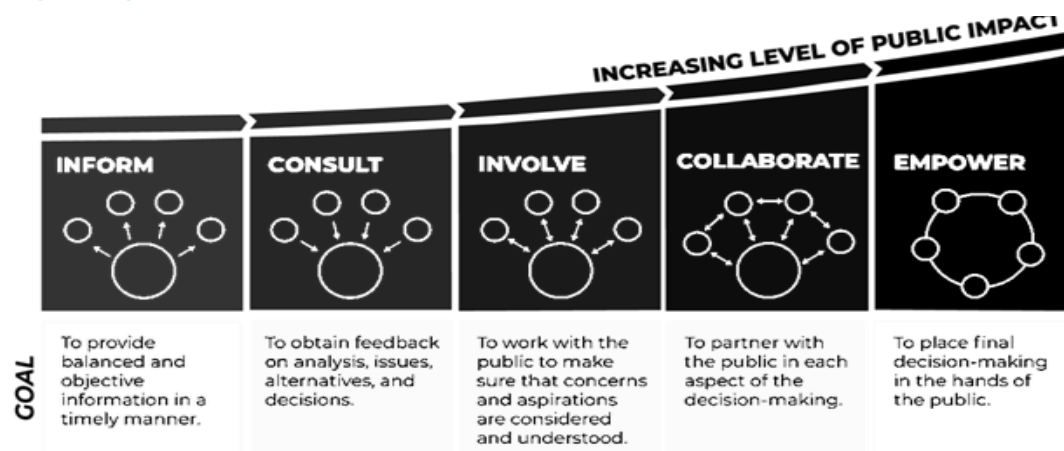 INCREASING LEVEL OF PUBLIC IMPACT
INFORM
CONSULT
INVOLVE
COLLABORATE
EMPOWER
GOAL
To provide
balanced and
objective
information in a
timely manner.
To obtain feedback
on analysis, issues,
alternatives, and
decisions.
To work with the
public to make
sure that concerns
and aspirations
are considered
and understood.
To partner with
the public in each
aspect of the
decision-making.
To place final
decision-making
in the hands of
the public.